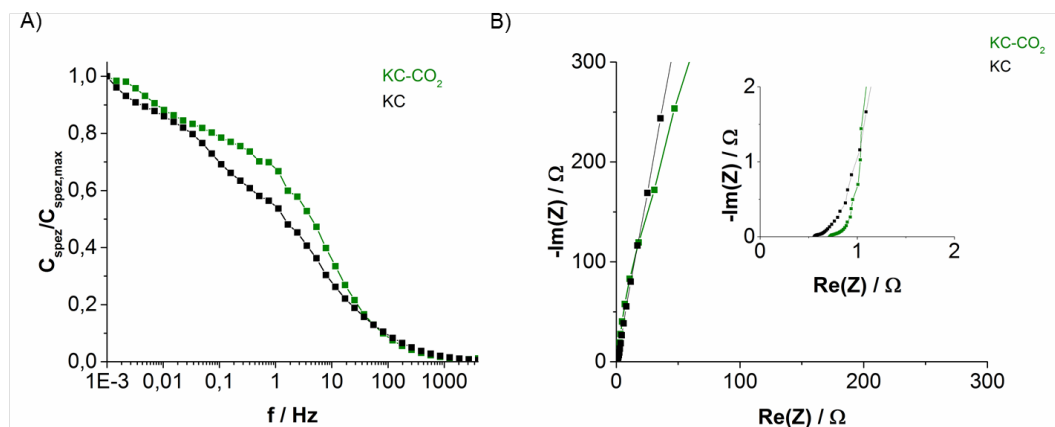 A)
KC-CO₂
KC
C_spez/C_spez,max
1,0
0,8
0,6
0,4
0,2
0,0
1E-3 0,01 0,1 1 10 100 1000
f / Hz
B)
KC-CO₂
KC
-Im(Z) / Ω
300
200
100
0
0 100 200 300
Re(Z) / Ω
-Im(Z) / Ω
2
1
0
0 1 2
Re(Z) / Ω